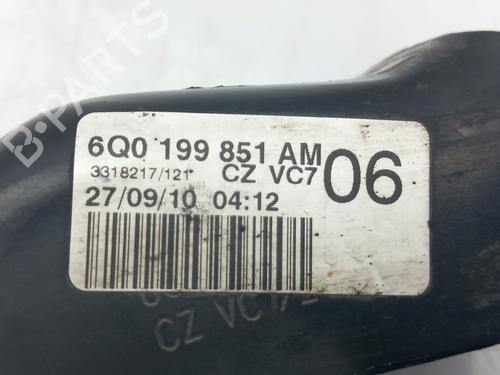 B-PARTS
6Q0 199 851 AM
3318217/121 CZ VC7 06
27/09/10 04:12
CZ VC7/